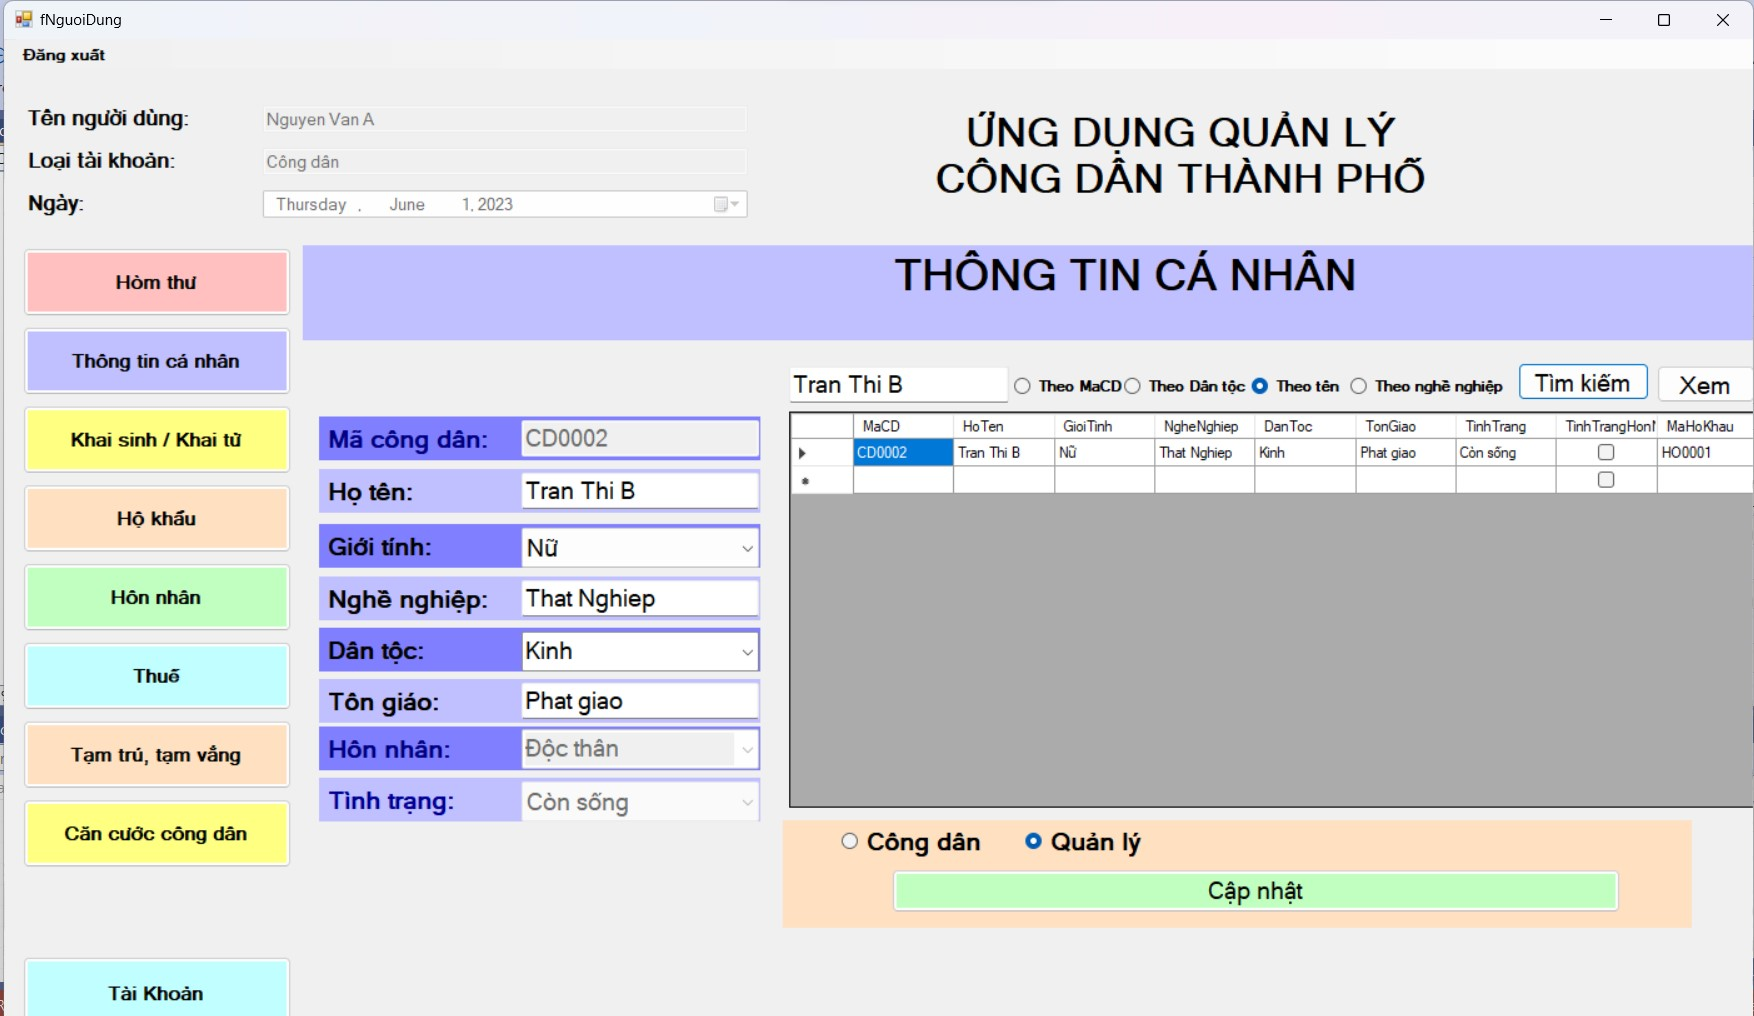 fNguoiDung
Đăng xuất
Tên người dùng: Nguyen Van A
Loại tài khoản: Công dân
Ngày: Thursday , June 1, 2023
ỨNG DỤNG QUẢN LÝ
CÔNG DÂN THÀNH PHỐ
Hòm thư
Thông tin cá nhân
Khai sinh / Khai tử
Hộ khẩu
Hôn nhân
Thuế
Tạm trú, tạm vắng
Căn cước công dân
Tài Khoản
THÔNG TIN CÁ NHÂN
Mã công dân: CD0002
Họ tên: Tran Thi B
Giới tính: Nữ
Nghề nghiệp: That Nghiep
Dân tộc: Kinh
Tôn giáo: Phat giao
Hôn nhân: Độc thân
Tình trạng: Còn sống
Tran Thi B Theo MaCD Theo Dân tộc Theo tên Theo nghề nghiệp Tìm kiếm Xem
MaCD HoTen GioiTinh NgheNghiep DanToc TonGiao TinhTrang TinhTrangHonN MaHoKhau
CD0002 Tran Thi B Nữ That Nghiep Kinh Phat giao Còn sống HO0001
Công dân Quản lý
Cập nhật